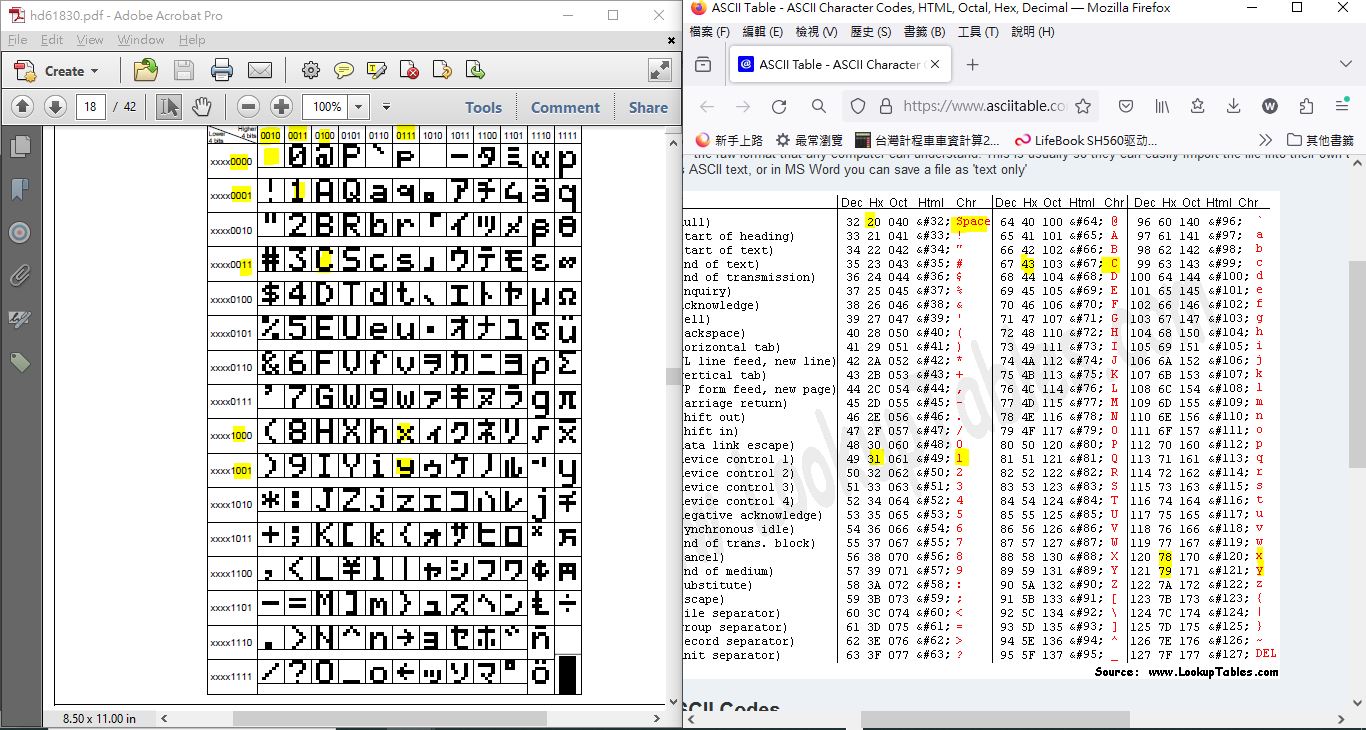 hd61830.pdf - Adobe Acrobat Pro
File Edit View Window Help
Create
18 / 42
100%
Tools Comment Share
Lower 4 bits Higher 4 bits 0010 0011 0100 0101 0110 0111 1010 1011 1100 1101 1110 1111
xxxx0000 0 @ P ` p ー タ ミ α p
xxxx0001 ! 1 A Q a q 。 ア チ ム ä q
xxxx0010 " 2 B R b r 「 イ ツ メ β θ
xxxx0011 # 3 C S c s 」 ウ テ モ ε ∞
xxxx0100 $ 4 D T d t 、 エ ト ヤ μ Ω
xxxx0101 % 5 E U e u ・ オ ナ ユ σ ü
xxxx0110 & 6 F V f v ヲ カ ニ ヨ ρ Σ
xxxx0111 ' 7 G W g w ァ キ ヌ ラ g π
xxxx1000 ( 8 H X h x ィ ク ネ リ √ x̄
xxxx1001 ) 9 I Y i y ゥ ケ ノ ル ⁻¹ y
xxxx1010 * : J Z j z ェ コ ハ レ j 千
xxxx1011 + ; K [ k { ォ サ ヒ ロ ˣ 万
xxxx1100 , < L ¥ l | ャ シ フ ワ ¢ 円
xxxx1101 - = M ] m } ュ ス ヘ ン ÷
xxxx1110 . > N ^ n → ョ セ ホ ゛ ñ
xxxx1111 / ? O _ o ← ッ ソ マ ゜ ö █
8.50 x 11.00 in
ASCII Table - ASCII Character Codes, HTML, Octal, Hex, Decimal — Mozilla Firefox
檔案 (F) 編輯 (E) 檢視 (V) 歷史 (S) 書籤 (B) 工具 (T) 說明 (H)
ASCII Table - ASCII Character
https://www.asciitable.co
新手上路 最常瀏覽 台灣計程車車資計算2... LifeBook SH560驱动... 其他書籤
the raw format that any computer can understand. This is usually so they can easily import the file into their own
s ASCII text, or in MS Word you can save a file as 'text only'
Dec Hx Oct Html Chr Dec Hx Oct Html Chr Dec Hx Oct Html Chr
ull) 32 20 040 &#32; Space 64 40 100 &#64; @ 96 60 140 &#96; `
tart of heading) 33 21 041 &#33; ! 65 41 101 &#65; A 97 61 141 &#97; a
tart of text) 34 22 042 &#34; " 66 42 102 &#66; B 98 62 142 &#98; b
nd of text) 35 23 043 &#35; # 67 43 103 &#67; C 99 63 143 &#99; c
nd of transmission) 36 24 044 &#36; $ 68 44 104 &#68; D 100 64 144 &#100; d
nquiry) 37 25 045 &#37; % 69 45 105 &#69; E 101 65 145 &#101; e
cknowledge) 38 26 046 &#38; & 70 46 106 &#70; F 102 66 146 &#102; f
ell) 39 27 047 &#39; ' 71 47 107 &#71; G 103 67 147 &#103; g
ackspace) 40 28 050 &#40; ( 72 48 110 &#72; H 104 68 150 &#104; h
orizontal tab) 41 29 051 &#41; ) 73 49 111 &#73; I 105 69 151 &#105; i
L line feed, new line) 42 2A 052 &#42; * 74 4A 112 &#74; J 106 6A 152 &#106; j
ertical tab) 43 2B 053 &#43; + 75 4B 113 &#75; K 107 6B 153 &#107; k
P form feed, new page) 44 2C 054 &#44; , 76 4C 114 &#76; L 108 6C 154 &#108; l
arriage return) 45 2D 055 &#45; - 77 4D 115 &#77; M 109 6D 155 &#109; m
hift out) 46 2E 056 &#46; . 78 4E 116 &#78; N 110 6E 156 &#110; n
hift in) 47 2F 057 &#47; / 79 4F 117 &#79; O 111 6F 157 &#111; o
ata link escape) 48 30 060 &#48; 0 80 50 120 &#80; P 112 70 160 &#112; p
evice control 1) 49 31 061 &#49; 1 81 51 121 &#81; Q 113 71 161 &#113; q
evice control 2) 50 32 062 &#50; 2 82 52 122 &#82; R 114 72 162 &#114; r
evice control 3) 51 33 063 &#51; 3 83 53 123 &#83; S 115 73 163 &#115; s
evice control 4) 52 34 064 &#52; 4 84 54 124 &#84; T 116 74 164 &#116; t
egative acknowledge) 53 35 065 &#53; 5 85 55 125 &#85; U 117 75 165 &#117; u
ynchronous idle) 54 36 066 &#54; 6 86 56 126 &#86; V 118 76 166 &#118; v
nd of trans. block) 55 37 067 &#55; 7 87 57 127 &#87; W 119 77 167 &#119; w
ancel) 56 38 070 &#56; 8 88 58 130 &#88; X 120 78 170 &#120; x
nd of medium) 57 39 071 &#57; 9 89 59 131 &#89; Y 121 79 171 &#121; y
ubstitute) 58 3A 072 &#58; : 90 5A 132 &#90; Z 122 7A 172 &#122; z
scape) 59 3B 073 &#59; ; 91 5B 133 &#91; [ 123 7B 173 &#123; {
ile separator) 60 3C 074 &#60; < 92 5C 134 &#92; \ 124 7C 174 &#124; |
roup separator) 61 3D 075 &#61; = 93 5D 135 &#93; ] 125 7D 175 &#125; }
ecord separator) 62 3E 076 &#62; > 94 5E 136 &#94; ^ 126 7E 176 &#126; ~
nit separator) 63 3F 077 &#63; ? 95 5F 137 &#95; _ 127 7F 177 &#127; DEL
Source: www.LookupTables.com
SCII Codes